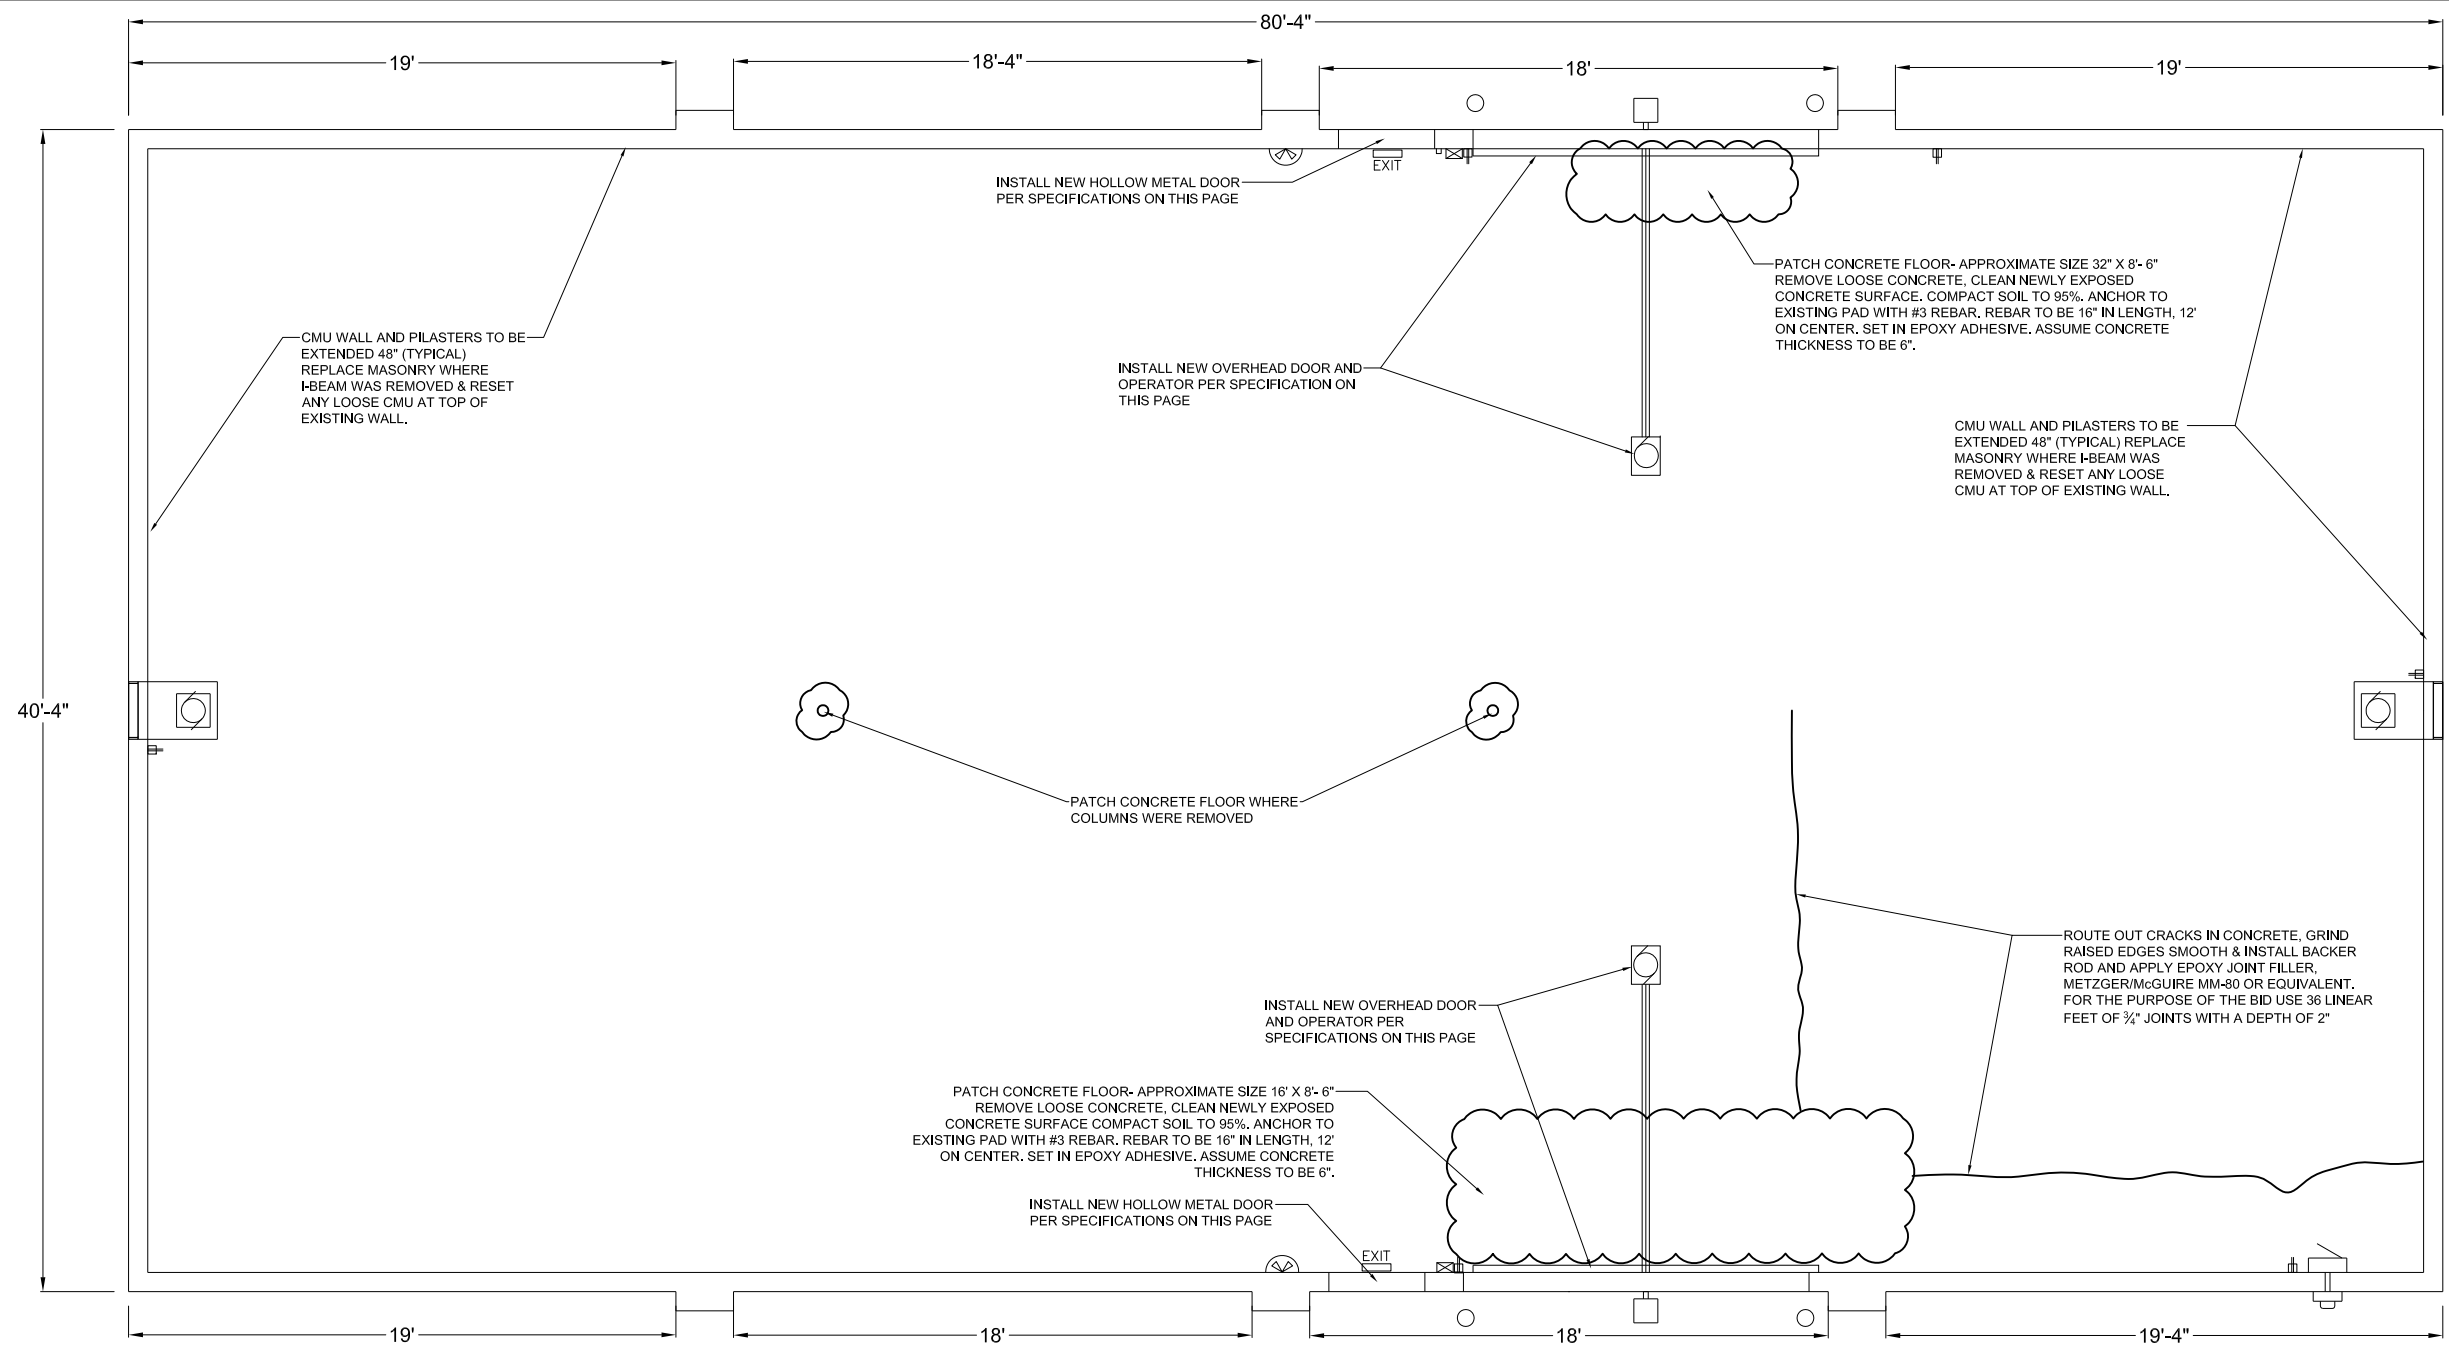 80'-4"
19'
18'-4"
18'
19'
EXIT
INSTALL NEW HOLLOW METAL DOOR
PER SPECIFICATIONS ON THIS PAGE
PATCH CONCRETE FLOOR- APPROXIMATE SIZE 32" X 8'- 6"
REMOVE LOOSE CONCRETE, CLEAN NEWLY EXPOSED
CONCRETE SURFACE. COMPACT SOIL TO 95%. ANCHOR TO
EXISTING PAD WITH #3 REBAR. REBAR TO BE 16" IN LENGTH, 12'
ON CENTER. SET IN EPOXY ADHESIVE. ASSUME CONCRETE
THICKNESS TO BE 6".
CMU WALL AND PILASTERS TO BE
EXTENDED 48" (TYPICAL)
REPLACE MASONRY WHERE
I-BEAM WAS REMOVED & RESET
ANY LOOSE CMU AT TOP OF
EXISTING WALL.
INSTALL NEW OVERHEAD DOOR AND
OPERATOR PER SPECIFICATION ON
THIS PAGE
CMU WALL AND PILASTERS TO BE
EXTENDED 48" (TYPICAL) REPLACE
MASONRY WHERE I-BEAM WAS
REMOVED & RESET ANY LOOSE
CMU AT TOP OF EXISTING WALL.
40'-4"
PATCH CONCRETE FLOOR WHERE
COLUMNS WERE REMOVED
ROUTE OUT CRACKS IN CONCRETE, GRIND
RAISED EDGES SMOOTH & INSTALL BACKER
ROD AND APPLY EPOXY JOINT FILLER,
METZGER/McGUIRE MM-80 OR EQUIVALENT.
FOR THE PURPOSE OF THE BID USE 36 LINEAR
FEET OF ¾" JOINTS WITH A DEPTH OF 2"
INSTALL NEW OVERHEAD DOOR
AND OPERATOR PER
SPECIFICATIONS ON THIS PAGE
PATCH CONCRETE FLOOR- APPROXIMATE SIZE 16' X 8'- 6"
REMOVE LOOSE CONCRETE, CLEAN NEWLY EXPOSED
CONCRETE SURFACE COMPACT SOIL TO 95%. ANCHOR TO
EXISTING PAD WITH #3 REBAR. REBAR TO BE 16" IN LENGTH, 12'
ON CENTER. SET IN EPOXY ADHESIVE. ASSUME CONCRETE
THICKNESS TO BE 6".
INSTALL NEW HOLLOW METAL DOOR
PER SPECIFICATIONS ON THIS PAGE
EXIT
19'
18'
18'
19'-4"